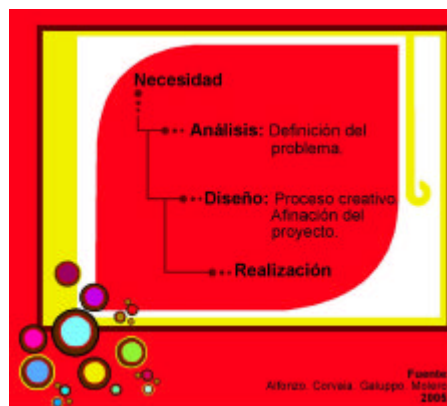 Necesidad
Análisis: Definición del
problema.
Diseño: Proceso creativo
Afinación del
proyecto.
Realización
Fuente
Alfonzo. Corvaia. Galuppo. Molero
2005